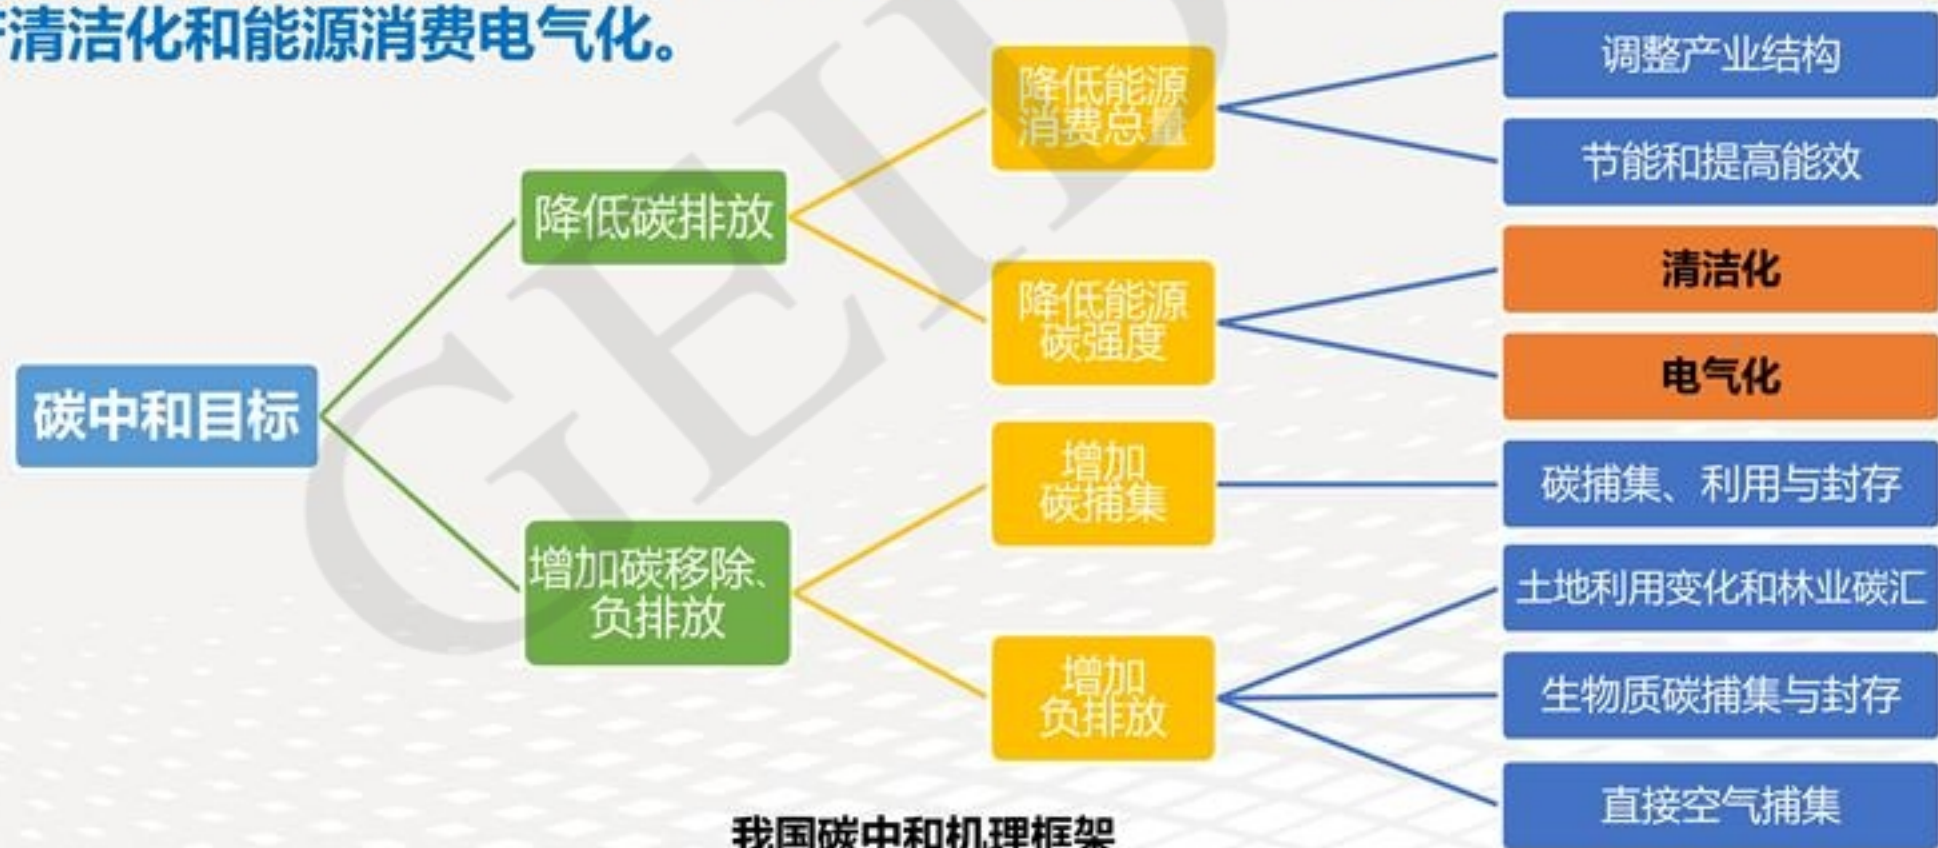 清洁化和能源消费电气化。
降低能源
消费总量
调整产业结构
节能和提高能效
降低碳排放
降低能源
碳强度
清洁化
电气化
碳中和目标
增加
碳捕集
碳捕集、利用与封存
增加碳移除、
负排放
土地利用变化和林业碳汇
增加
负排放
生物质碳捕集与封存
直接空气捕集
我国碳中和机理框架